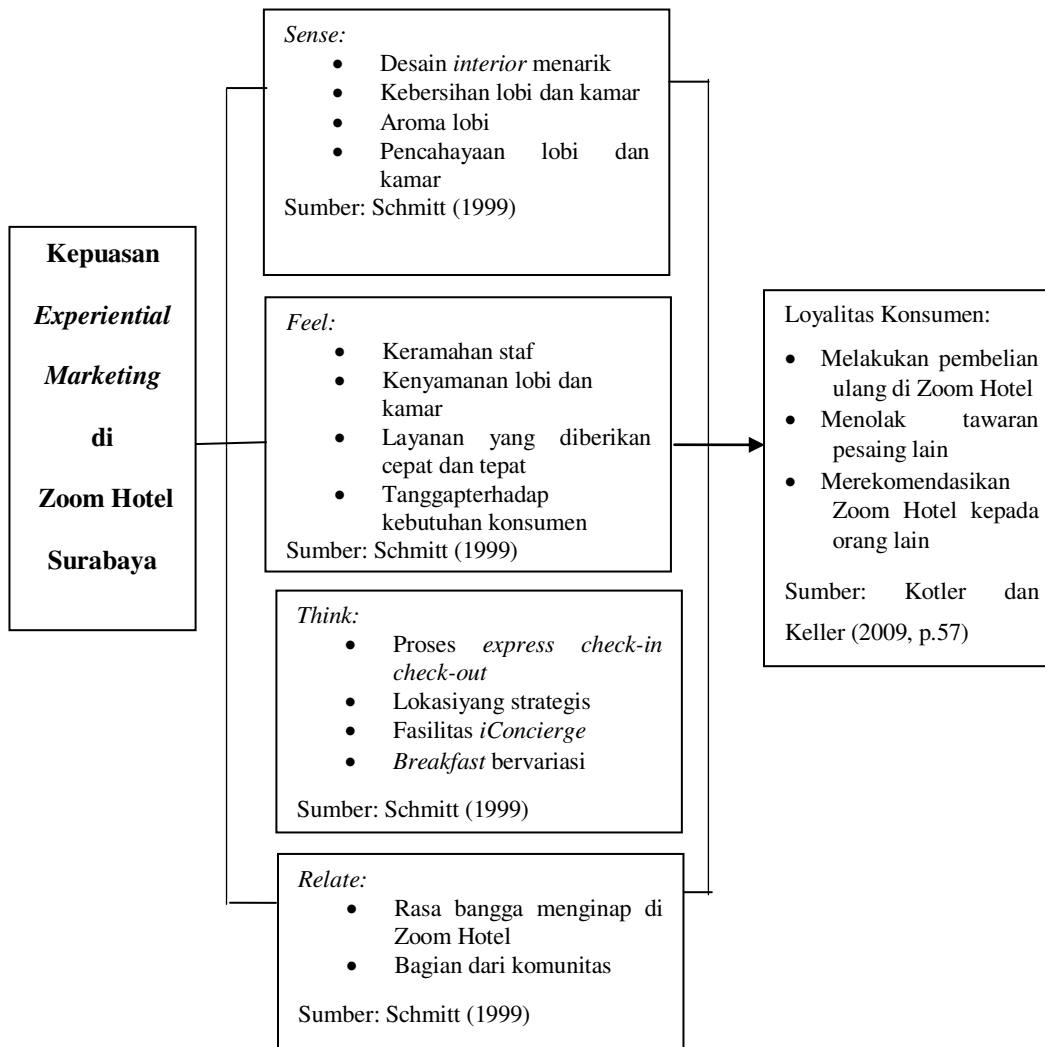 Kepuasan
Experiential
Marketing
di
Zoom Hotel
Surabaya
Sense:
• Desain interior menarik
• Kebersihan lobi dan kamar
• Aroma lobi
• Pencahayaan lobi dan
kamar
Sumber: Schmitt (1999)
Feel:
• Keramahan staf
• Kenyamanan lobi dan
kamar
• Layanan yang diberikan
cepat dan tepat
• Tanggapterhadap
kebutuhan konsumen
Sumber: Schmitt (1999)
Think:
• Proses express check-in
check-out
• Lokasiyang strategis
• Fasilitas iConcierge
• Breakfast bervariasi
Sumber: Schmitt (1999)
Relate:
• Rasa bangga menginap di
Zoom Hotel
• Bagian dari komunitas
Sumber: Schmitt (1999)
Loyalitas Konsumen:
• Melakukan pembelian
ulang di Zoom Hotel
• Menolak tawaran
pesaing lain
• Merekomendasikan
Zoom Hotel kepada
orang lain
Sumber: Kotler dan
Keller (2009, p.57)